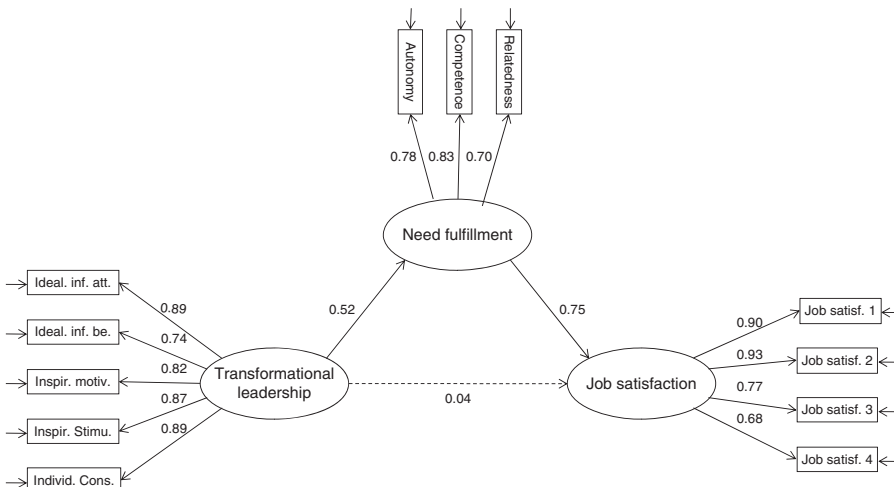 Autonomy
Competence
Relatedness
0.78
0.83
0.70
Need fulfillment
Ideal. inf. att.
Ideal. inf. be.
Inspir. motiv.
Inspir. Stimu.
Individ. Cons.
0.89
0.74
0.82
0.87
0.89
Transformational
leadership
0.52
0.75
0.04
Job satisfaction
0.90
0.93
0.77
0.68
Job satisf. 1
Job satisf. 2
Job satisf. 3
Job satisf. 4